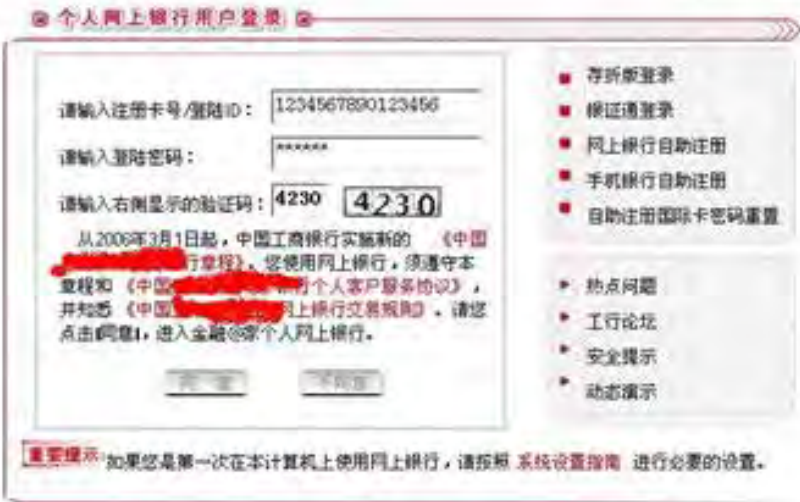 个人网上银行用户登录
请输入注册卡号/登陆ID：
1234567890123456
请输入登陆密码：
******
请输入右侧显示的验证码：
4230
4230
从2006年3月1日起，中国工商银行实施新的 《中国
行章程》。您使用网上银行，须遵守本
章程和 《中国 银行个人客户服务协议》，
并知悉 《中国 网上银行交易规则》。请您
点击[同意]，进入金融@家个人网上银行。
同 意
不同意
存折版登录
银证通登录
网上银行自助注册
手机银行自助注册
自助注册国际卡密码重置
热点问题
工行论坛
安全提示
动态演示
重要提示 如果您是第一次在本计算机上使用网上银行，请按照 系统设置指南 进行必要的设置。